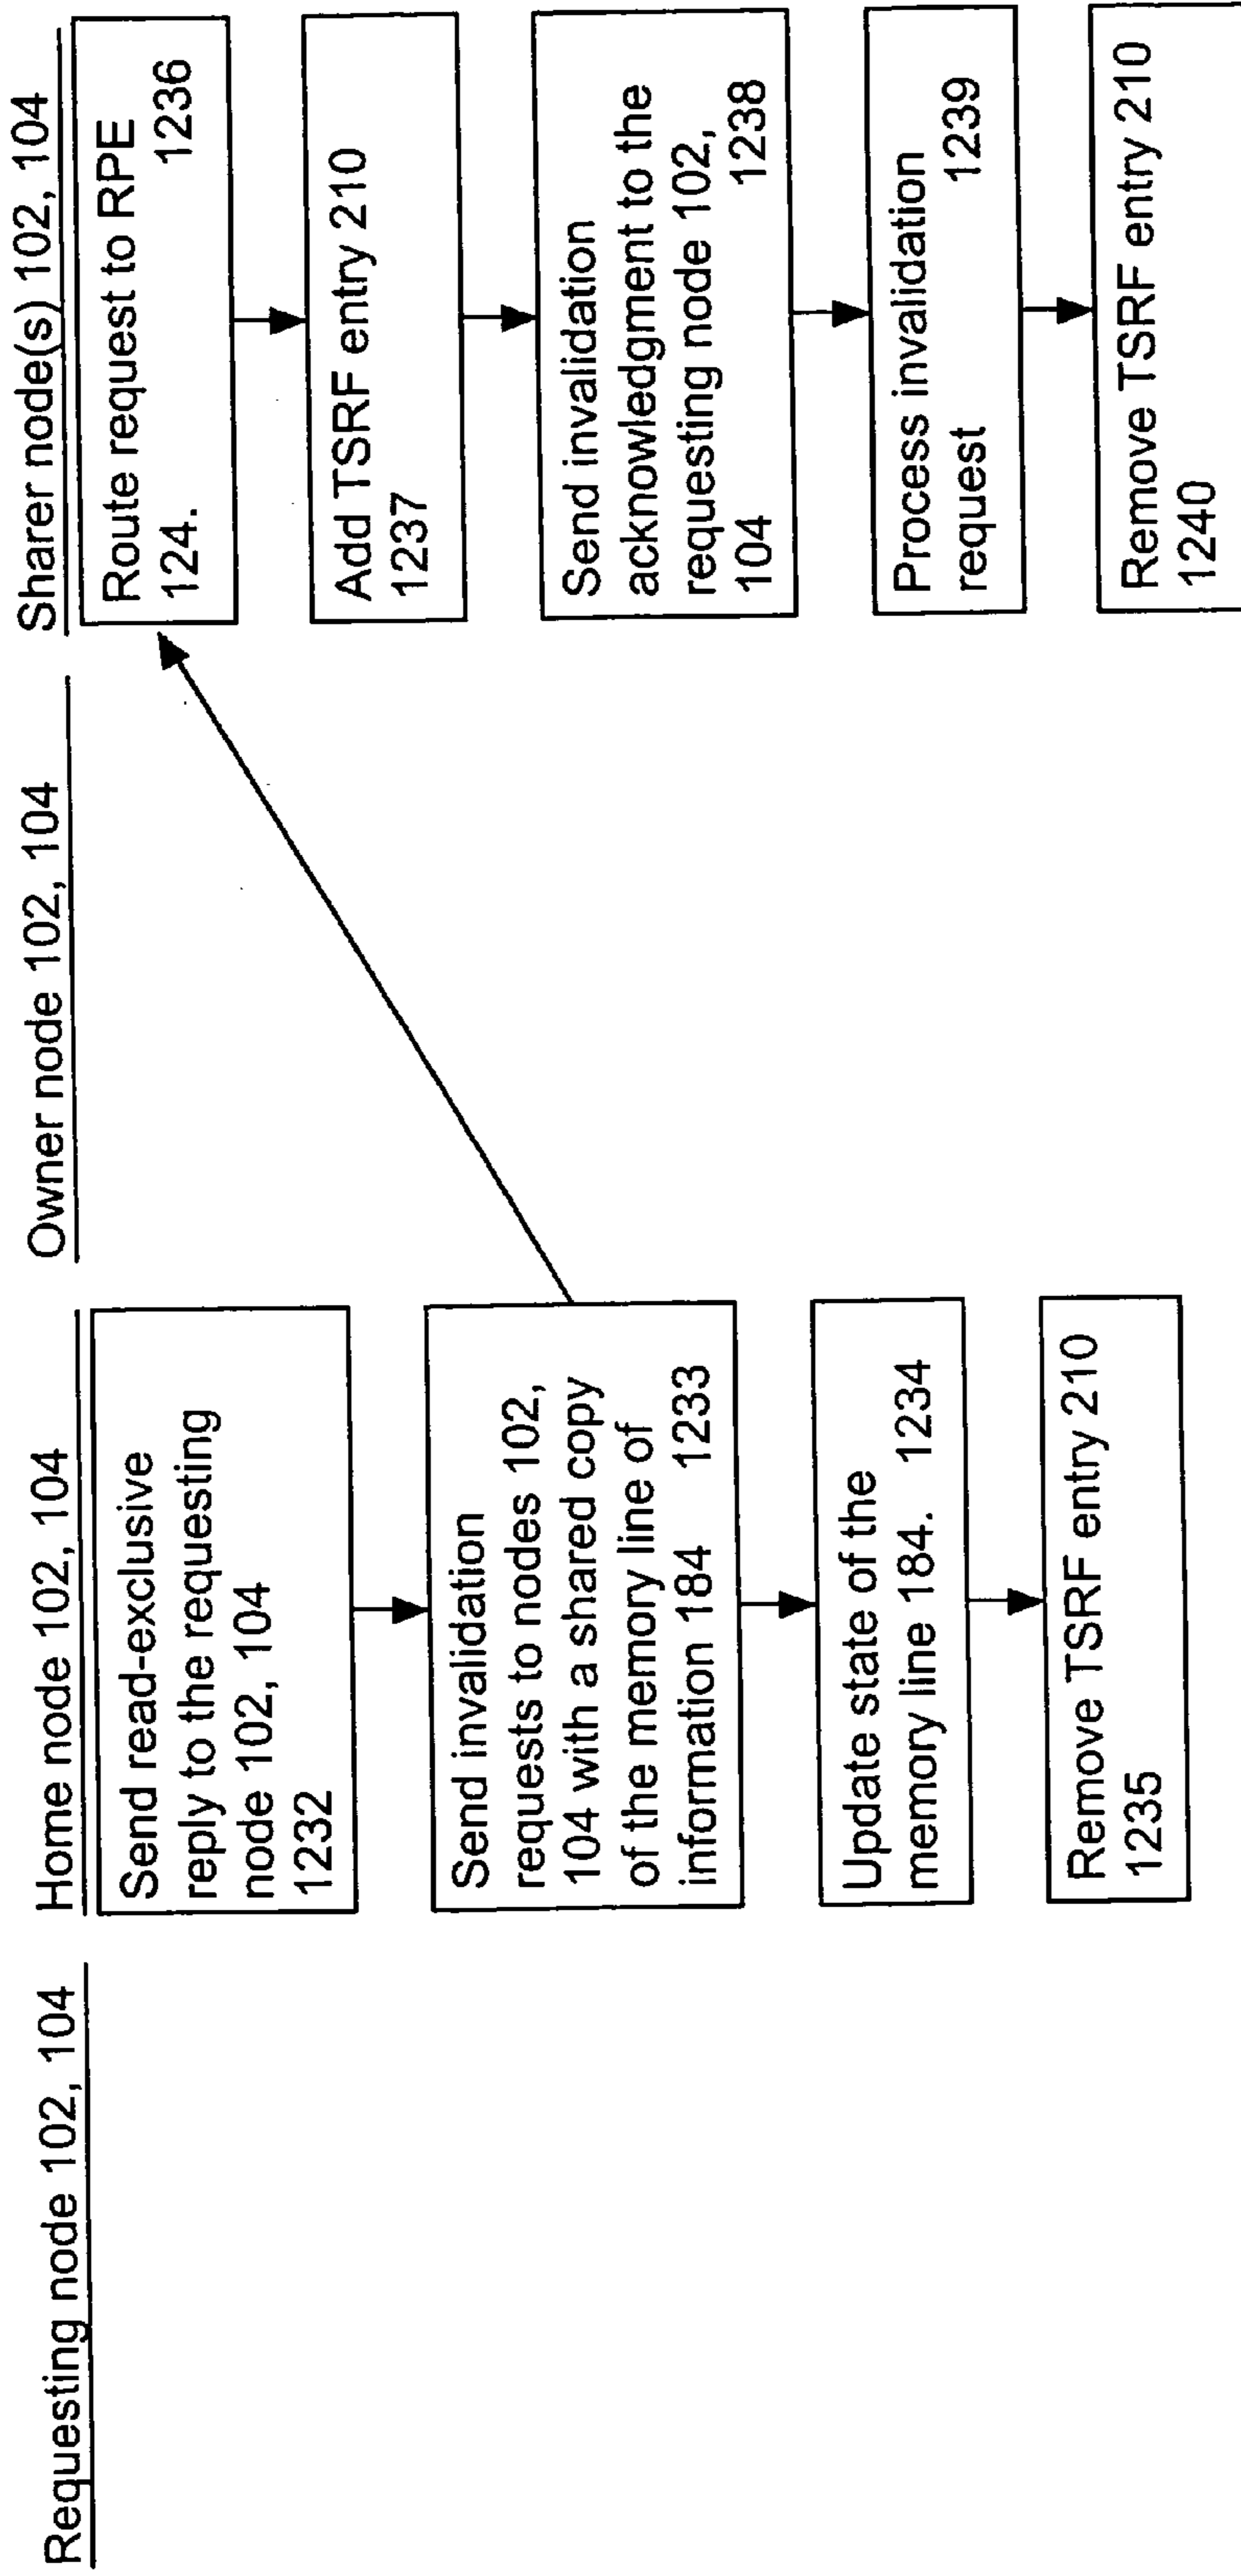 Requesting node 102, 104
Home node 102, 104
Send read-exclusive
reply to the requesting
node 102, 104
1232
Send invalidation
requests to nodes 102,
104 with a shared copy
of the memory line of
information 184 1233
Update state of the
memory line 184. 1234
Remove TSRF entry 210
1235
Owner node 102, 104
Sharer node(s) 102, 104
Route request to RPE
124. 1236
Add TSRF entry 210
1237
Send invalidation
acknowledgment to the
requesting node 102,
104 1238
Process invalidation
request 1239
Remove TSRF entry 210
1240